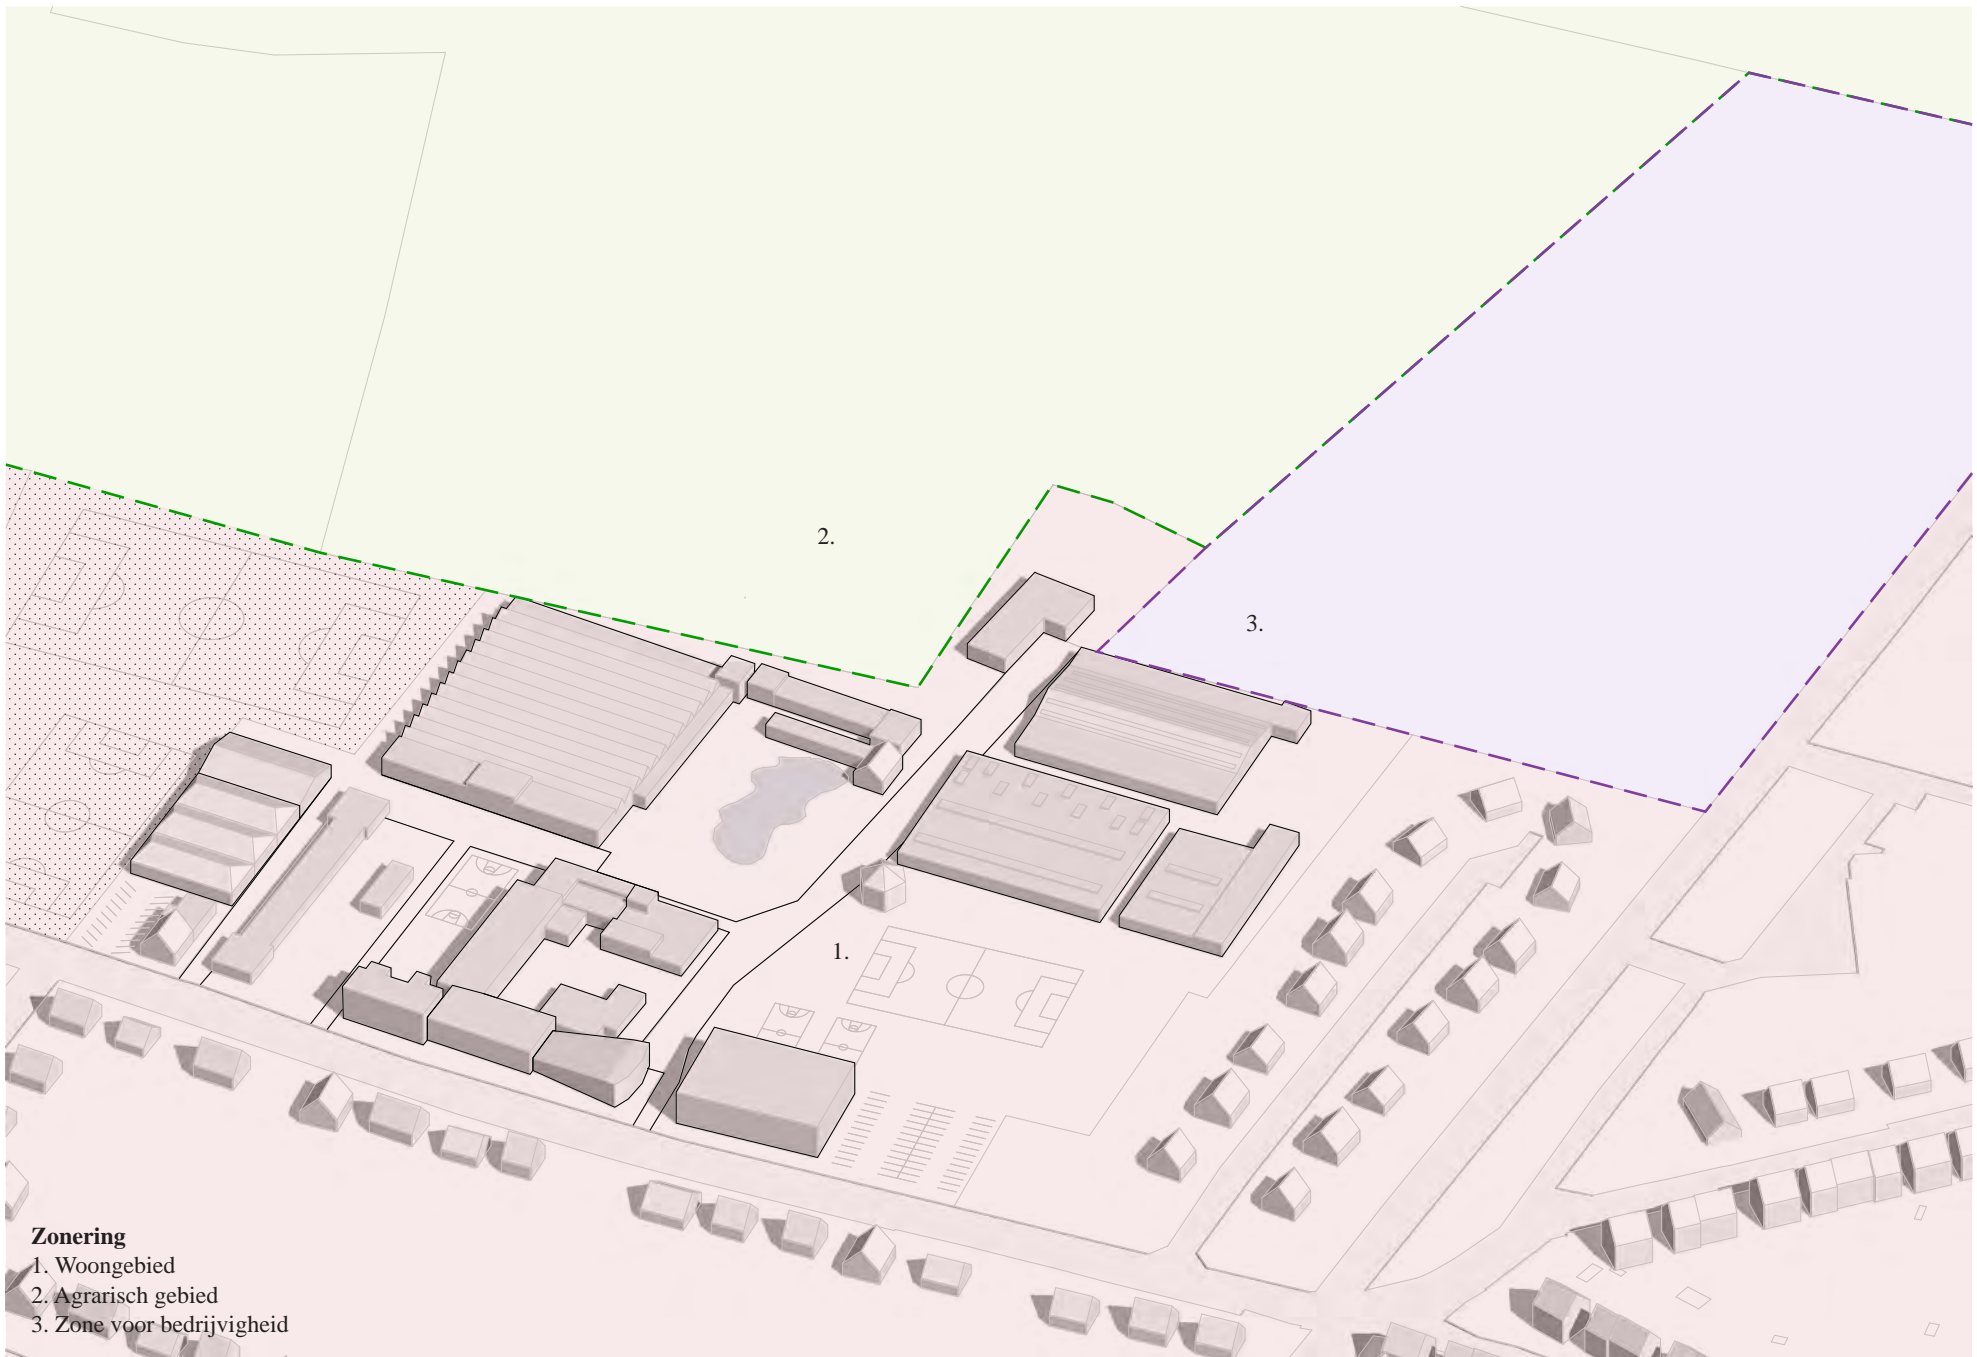 2.
3.
1.
Zonering
1. Woongebied
2. Agrarisch gebied
3. Zone voor bedrijvigheid